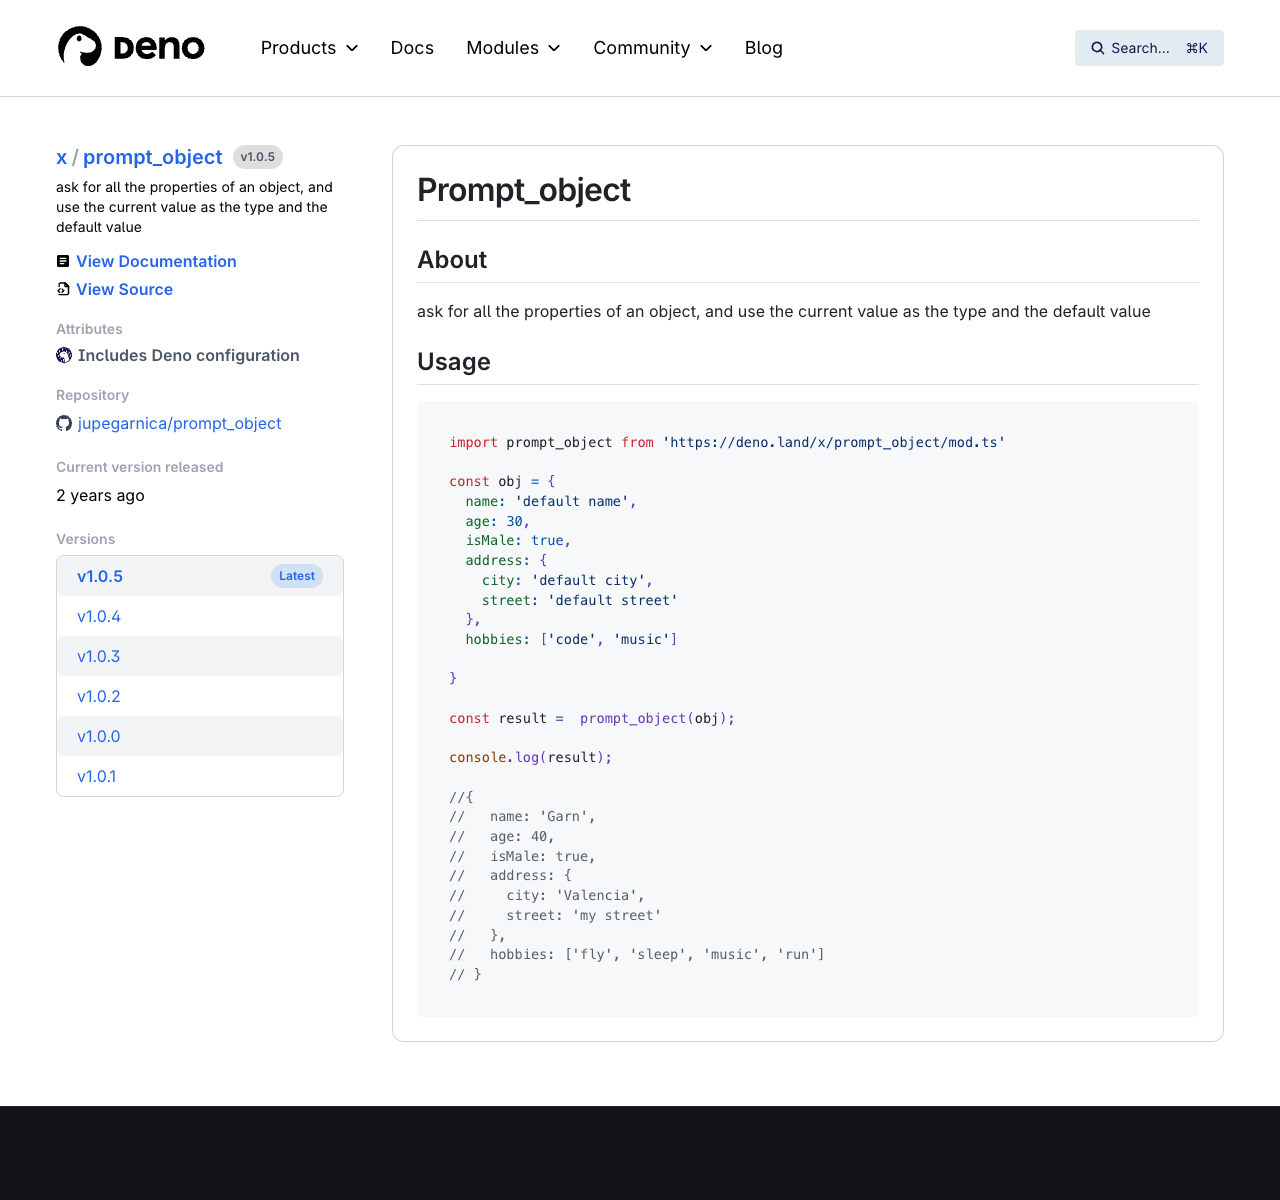 Deno
Products
Docs
Modules
Community
Blog
Search... ⌘K
x / prompt_object v1.0.5
ask for all the properties of an object, and
use the current value as the type and the
default value
View Documentation
View Source
Attributes
Includes Deno configuration
Repository
jupegarnica/prompt_object
Current version released
2 years ago
Versions
v1.0.5 Latest
v1.0.4
v1.0.3
v1.0.2
v1.0.0
v1.0.1
Prompt_object
About
ask for all the properties of an object, and use the current value as the type and the default value
Usage
import prompt_object from 'https://deno.land/x/prompt_object/mod.ts'
const obj = {
  name: 'default name',
  age: 30,
  isMale: true,
  address: {
    city: 'default city',
    street: 'default street'
  },
  hobbies: ['code', 'music']
}
const result =  prompt_object(obj);
console.log(result);
//{
//   name: 'Garn',
//   age: 40,
//   isMale: true,
//   address: {
//     city: 'Valencia',
//     street: 'my street'
//   },
//   hobbies: ['fly', 'sleep', 'music', 'run']
// }